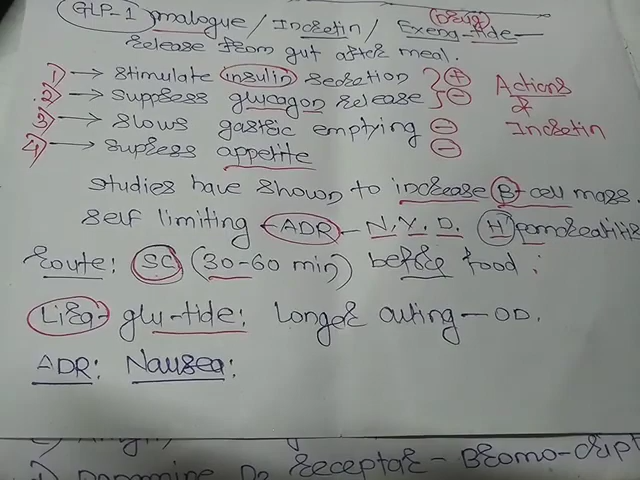 GLP-1 analogue / Incretin / Exena-tide (Drug)
Release from gut after meal.
1) → stimulate insulin secretion } +
2) → suppress glucagon release } -
Actions of Incretin
3) → slows gastric emptying -
4) → supress appetite -
studies have shown to increase B-cell mass.
self limiting - ADR - N.V.D. H' pancreatitis
Route: SC (30-60 min) before food:
Lira-glu-tide: Longer acting - OD.
ADR: Nausea:
Dopamine D2 Receptor - Bromo-cript